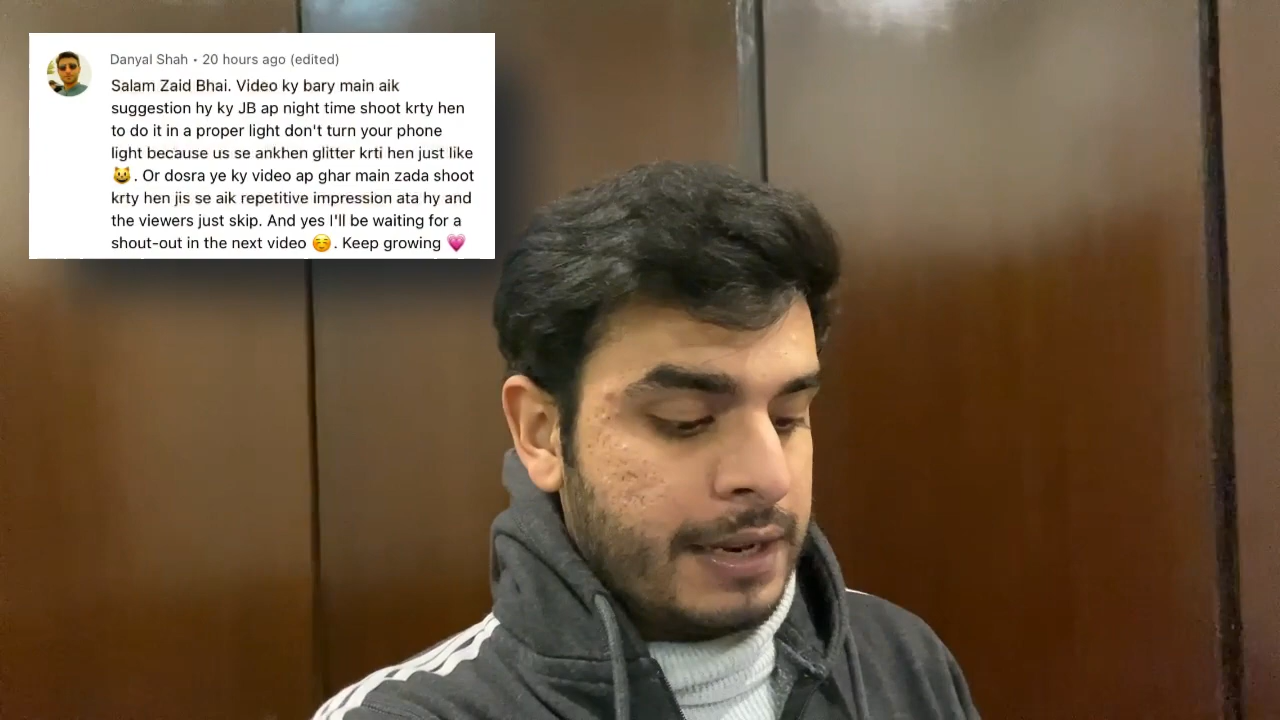 Danyal Shah • 20 hours ago (edited)
Salam Zaid Bhai. Video ky bary main aik
suggestion hy ky JB ap night time shoot krty hen
to do it in a proper light don't turn your phone
light because us se ankhen glitter krti hen just like
😺. Or dosra ye ky video ap ghar main zada shoot
krty hen jis se aik repetitive impression ata hy and
the viewers just skip. And yes I'll be waiting for a
shout-out in the next video ☺️. Keep growing 💗